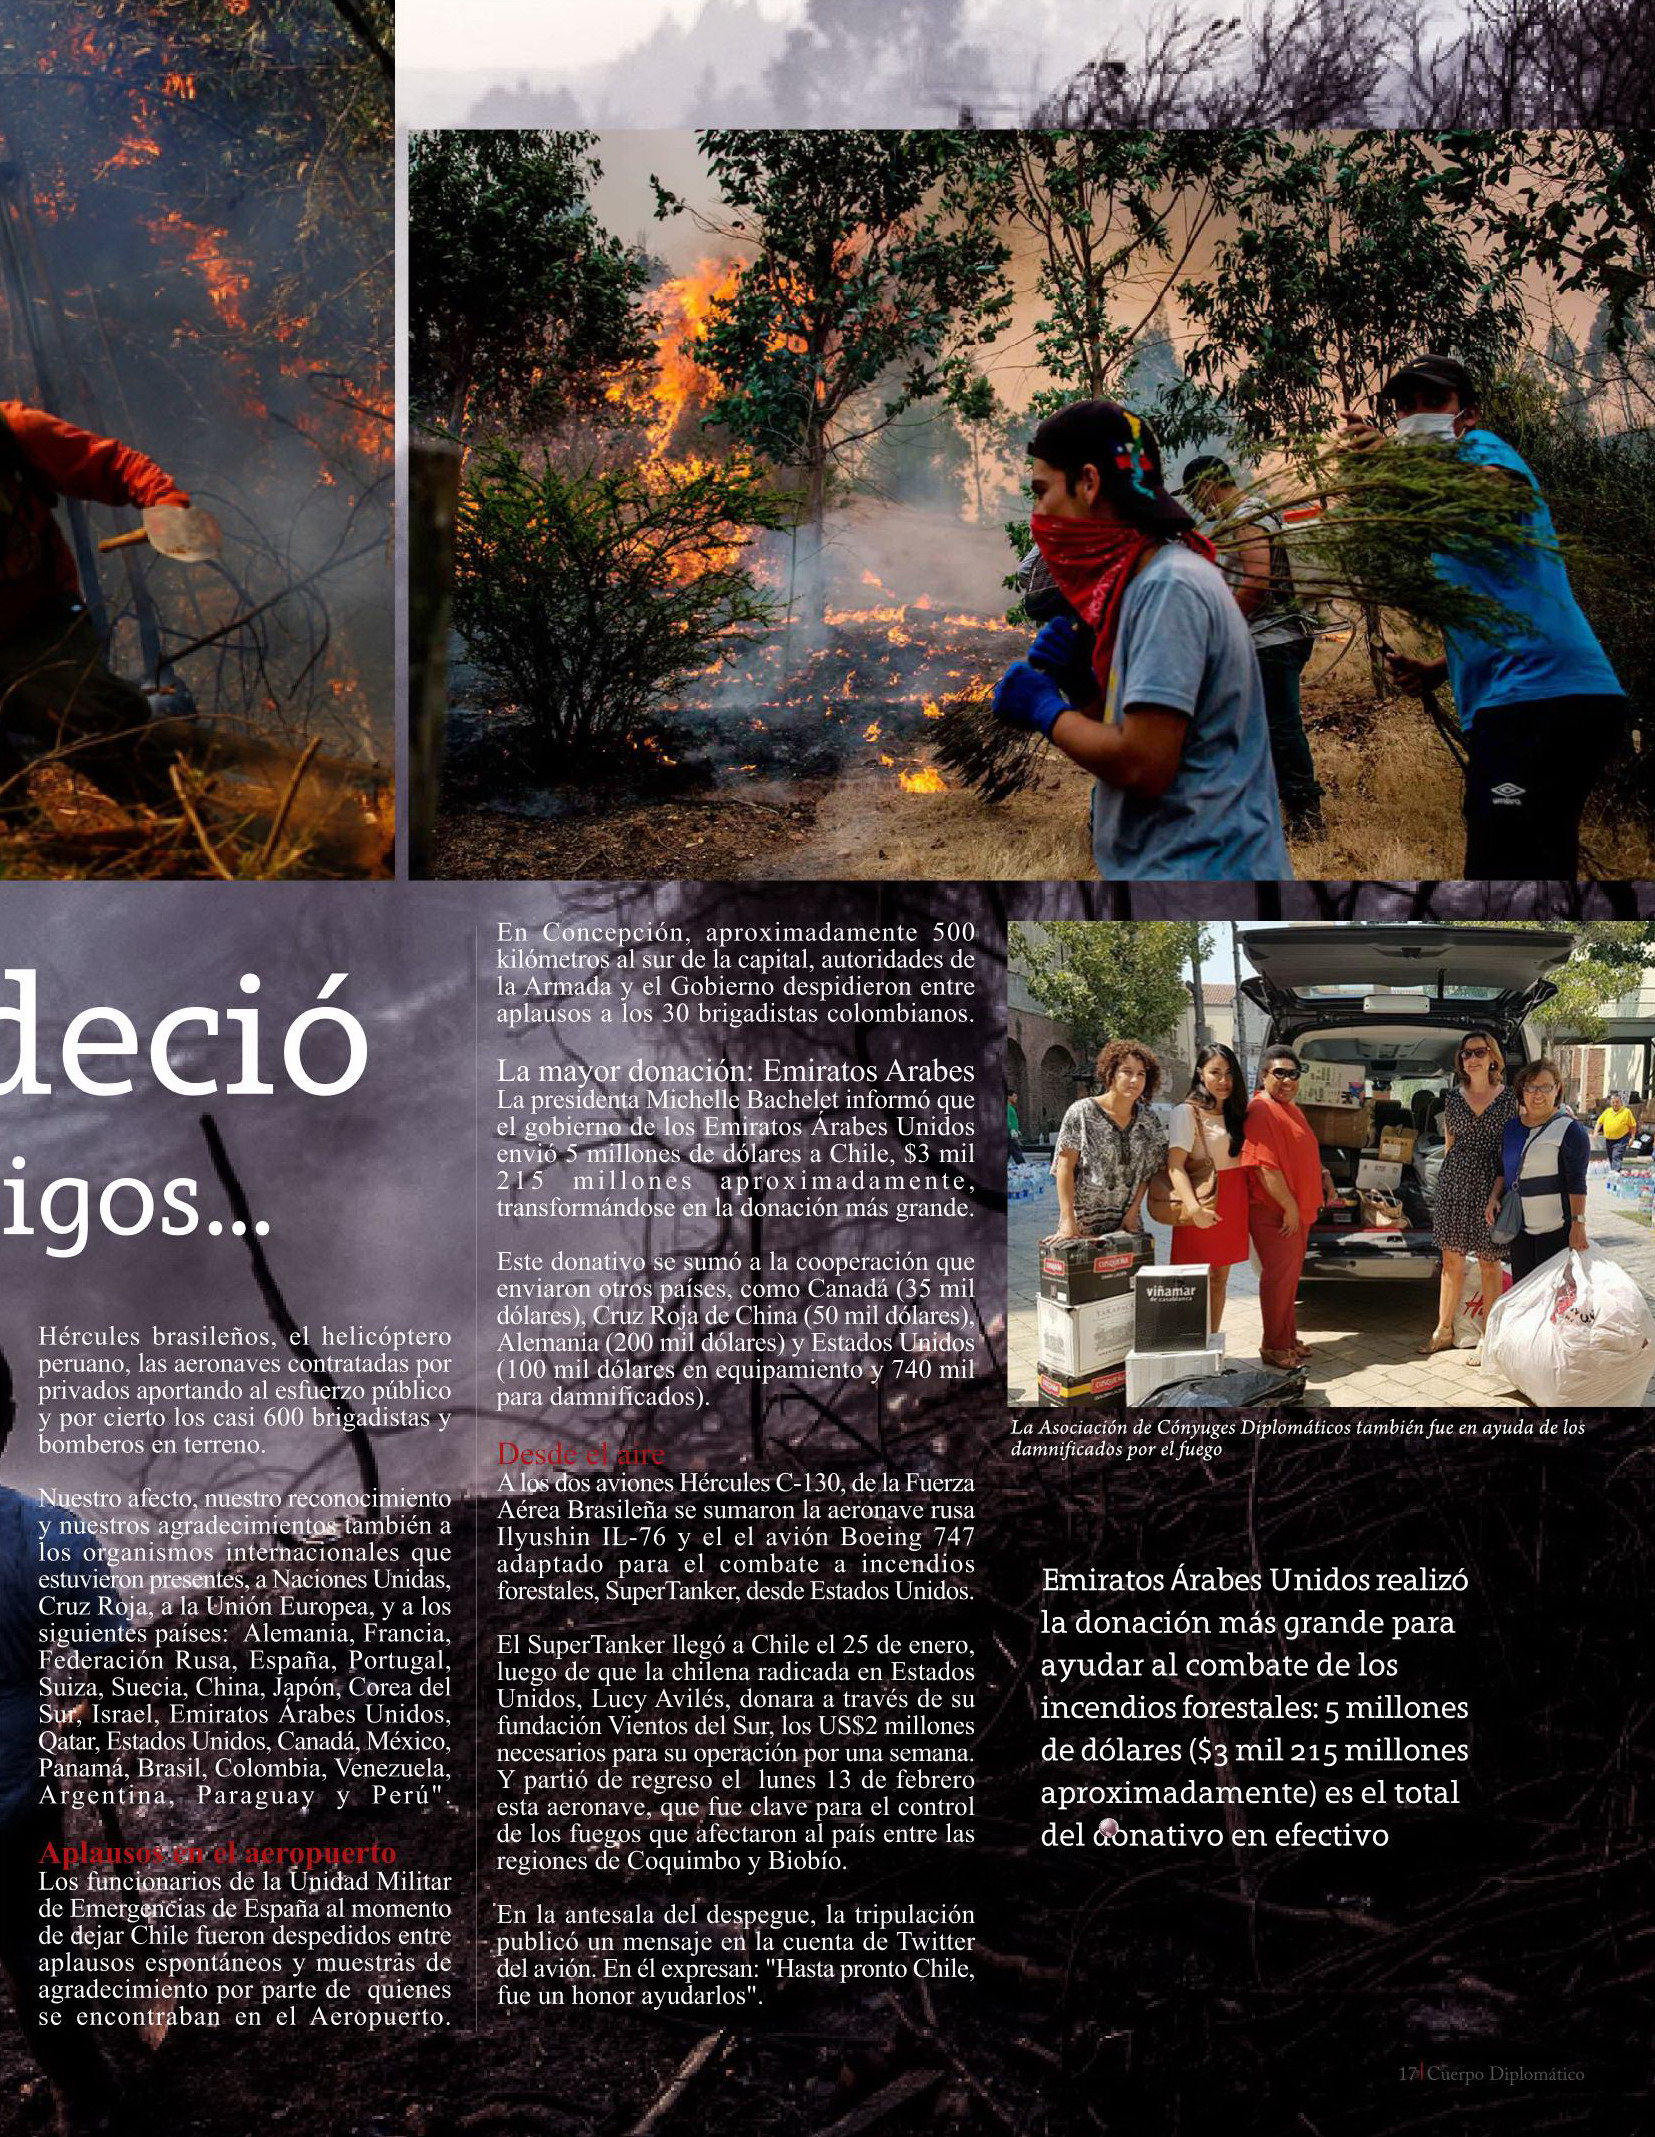 deció
igos...
Hércules brasileños, el helicóptero
peruano, las aeronaves contratadas por
privados aportando al esfuerzo público
y por cierto los casi 600 brigadistas y
bomberos en terreno.
Nuestro afecto, nuestro reconocimiento
y nuestros agradecimientos también a
los organismos internacionales que
estuvieron presentes, a Naciones Unidas,
Cruz Roja, a la Unión Europea, y a los
siguientes países: Alemania, Francia,
Federación Rusa, España, Portugal,
Suiza, Suecia, China, Japón, Corea del
Sur, Israel, Emiratos Árabes Unidos,
Qatar, Estados Unidos, Canadá, México,
Panamá, Brasil, Colombia, Venezuela,
Argentina, Paraguay y Perú".
Aplausos en el aeropuerto
Los funcionarios de la Unidad Militar
de Emergencias de España al momento
de dejar Chile fueron despedidos entre
aplausos espontáneos y muestras de
agradecimiento por parte de quienes
se encontraban en el Aeropuerto.
En Concepción, aproximadamente 500
kilómetros al sur de la capital, autoridades de
la Armada y el Gobierno despidieron entre
aplausos a los 30 brigadistas colombianos.
La mayor donación: Emiratos Arabes
La presidenta Michelle Bachelet informó que
el gobierno de los Emiratos Árabes Unidos
envió 5 millones de dólares a Chile, $3 mil
215 millones aproximadamente,
transformándose en la donación más grande.
Este donativo se sumó a la cooperación que
enviaron otros países, como Canadá (35 mil
dólares), Cruz Roja de China (50 mil dólares),
Alemania (200 mil dólares) y Estados Unidos
(100 mil dólares en equipamiento y 740 mil
para damnificados).
Desde el aire
A los dos aviones Hércules C-130, de la Fuerza
Aérea Brasileña se sumaron la aeronave rusa
Ilyushin IL-76 y el el avión Boeing 747
adaptado para el combate a incendios
forestales, SuperTanker, desde Estados Unidos.
El SuperTanker llegó a Chile el 25 de enero,
luego de que la chilena radicada en Estados
Unidos, Lucy Avilés, donara a través de su
fundación Vientos del Sur, los US$2 millones
necesarios para su operación por una semana.
Y partió de regreso el lunes 13 de febrero
esta aeronave, que fue clave para el control
de los fuegos que afectaron al país entre las
regiones de Coquimbo y Biobío.
En la antesala del despegue, la tripulación
publicó un mensaje en la cuenta de Twitter
del avión. En él expresan: "Hasta pronto Chile,
fue un honor ayudarlos".
umbro
viñamar
de casablanca
La Asociación de Cónyuges Diplomáticos también fue en ayuda de los
damnificados por el fuego
Emiratos Árabes Unidos realizó
la donación más grande para
ayudar al combate de los
incendios forestales: 5 millones
de dólares ($3 mil 215 millones
aproximadamente) es el total
del donativo en efectivo
17 | Cuerpo Diplomático